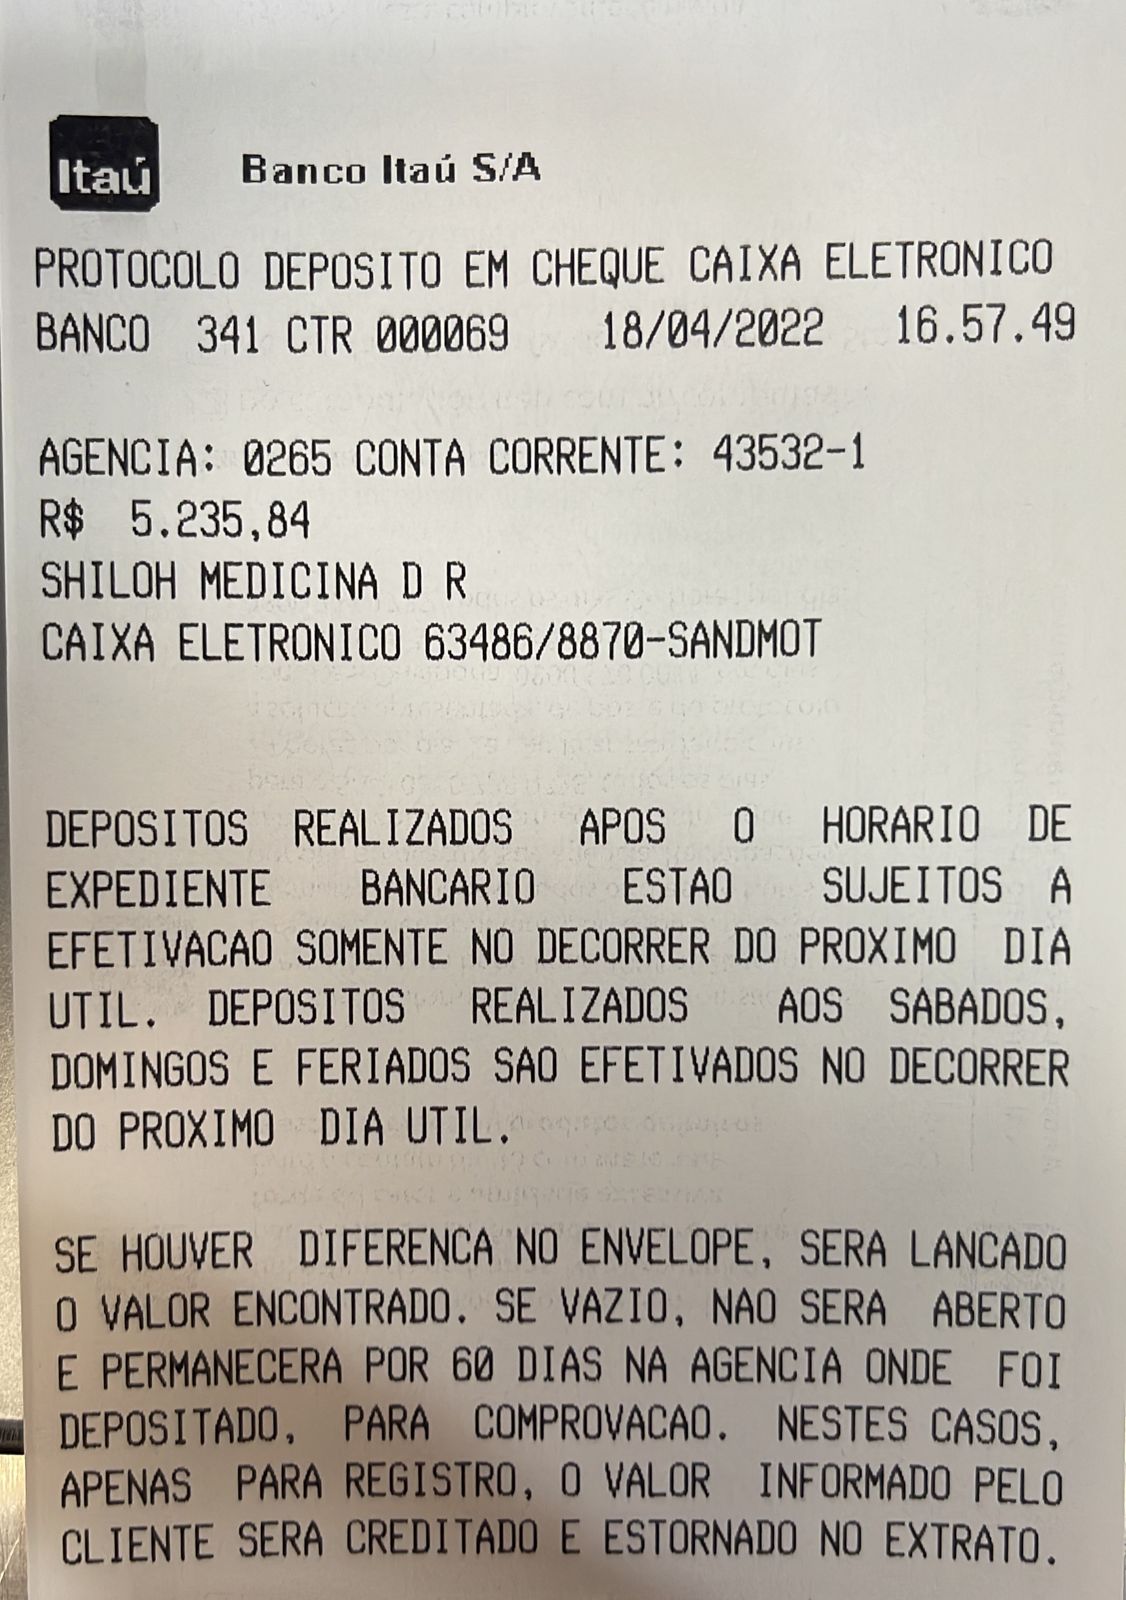 Itaú Banco Itaú S/A
PROTOCOLO DEPOSITO EM CHEQUE CAIXA ELETRONICO
BANCO 341 CTR 000069 18/04/2022 16.57.49
AGENCIA: 0265 CONTA CORRENTE: 43532-1
R$ 5.235,84
SHILOH MEDICINA D R
CAIXA ELETRONICO 63486/8870-SANDMOT
DEPOSITOS REALIZADOS APOS O HORARIO DE
EXPEDIENTE BANCARIO ESTAO SUJEITOS A
EFETIVACAO SOMENTE NO DECORRER DO PROXIMO DIA
UTIL. DEPOSITOS REALIZADOS AOS SABADOS,
DOMINGOS E FERIADOS SAO EFETIVADOS NO DECORRER
DO PROXIMO DIA UTIL.
SE HOUVER DIFERENCA NO ENVELOPE, SERA LANCADO
O VALOR ENCONTRADO. SE VAZIO, NAO SERA ABERTO
E PERMANECERA POR 60 DIAS NA AGENCIA ONDE FOI
DEPOSITADO, PARA COMPROVACAO. NESTES CASOS,
APENAS PARA REGISTRO, O VALOR INFORMADO PELO
CLIENTE SERA CREDITADO E ESTORNADO NO EXTRATO.